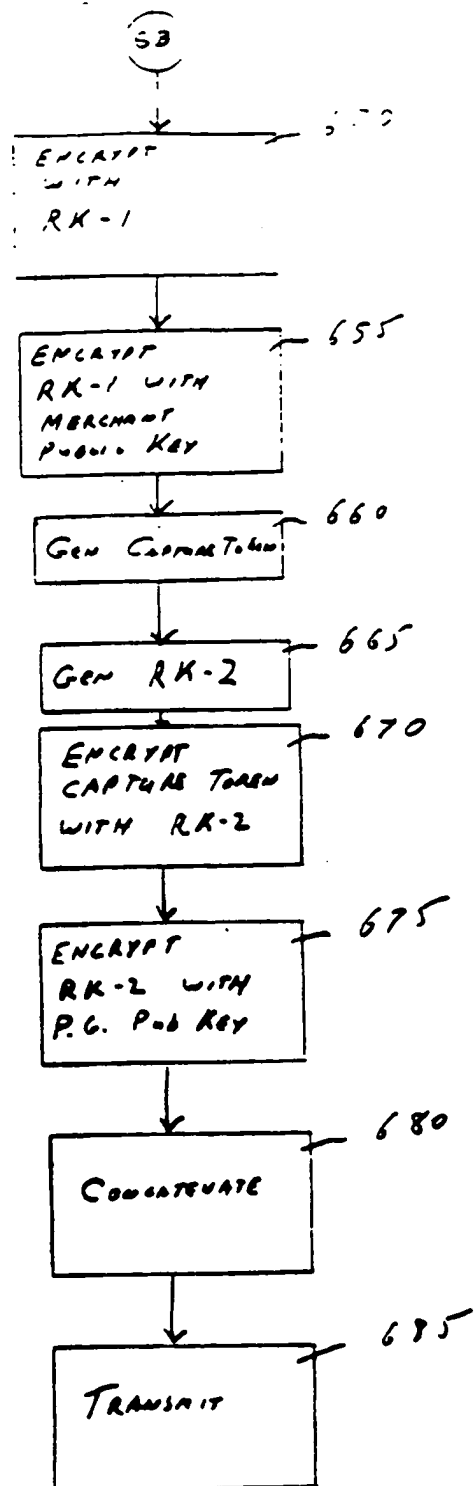 ENCRYPT
WITH
RK-1
ENCRYPT
RK-1 WITH
MERCHANT
PUBLIC KEY
655
GEN CAPTURE TOKEN
660
GEN RK-2
665
ENCRYPT
CAPTURE TOKEN
WITH RK-2
670
ENCRYPT
RK-2 WITH
P.G. PUB KEY
675
CONCATENATE
680
TRANSMIT
685